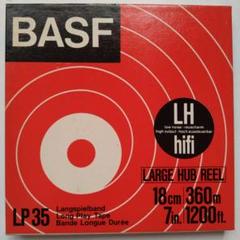 BASF
LH
low noise · rauscharm
high output · hoch aussteuerbar
hifi
LARGE HUB REEL
18cm 360m
7in. 1200ft.
LP 35
Langspielband
Long Play Tape
Bande Longue Durée